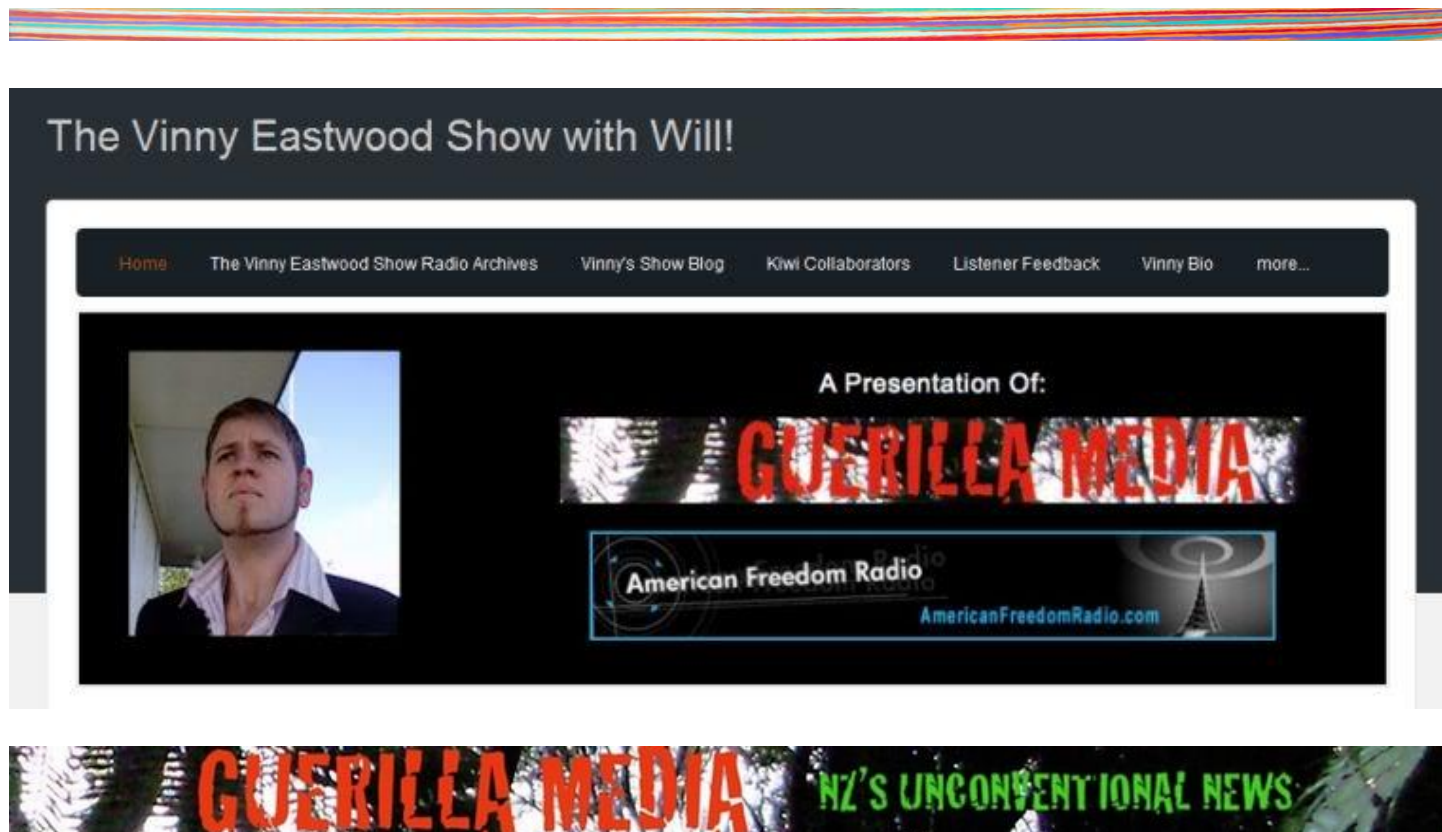 The Vinny Eastwood Show with Will!
Home The Vinny Eastwood Show Radio Archives Vinny's Show Blog Kiwi Collaborators Listener Feedback Vinny Bio more...
A Presentation Of:
GUERILLA MEDIA
American Freedom Radio
AmericanFreedomRadio.com
GUERILLA MEDIA NZ'S UNCONVENTIONAL NEWS